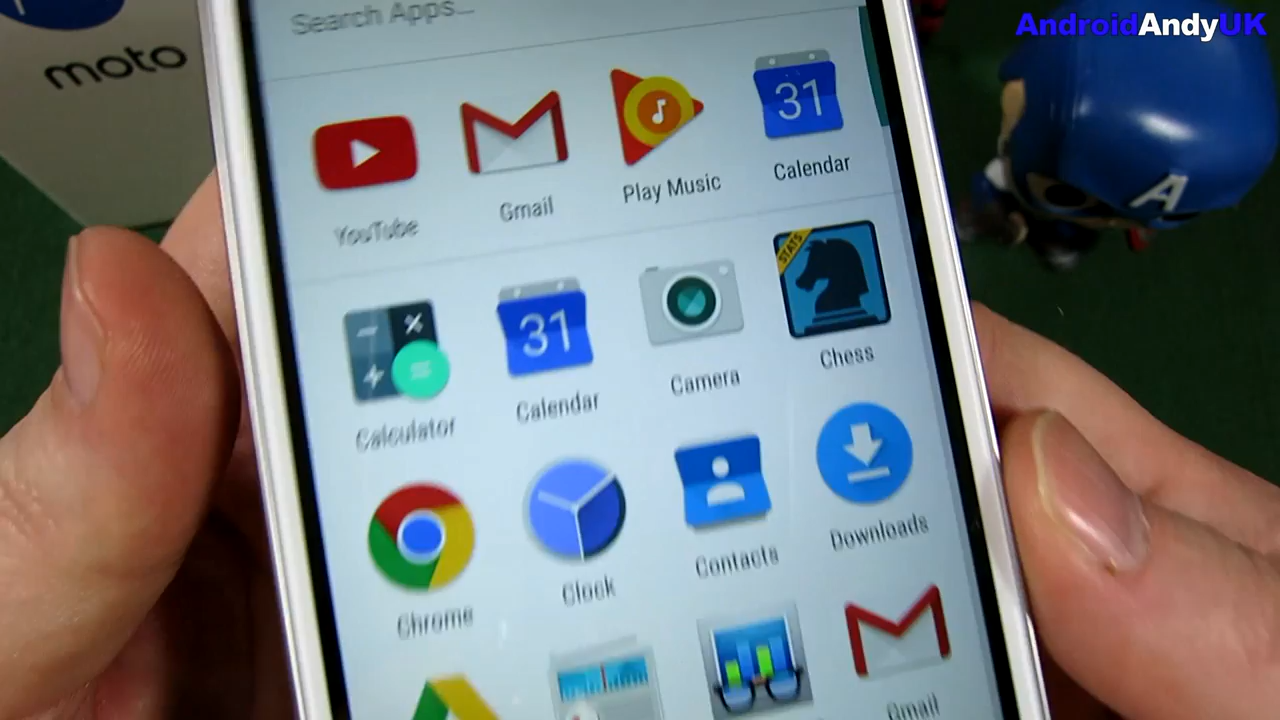 AndroidAndyUK
Search Apps...
moto
31
YouTube
Gmail
Play Music
Calendar
STATS
31
Calculator
Calendar
Camera
Chess
A
Chrome
Clock
Contacts
Downloads
Gmail